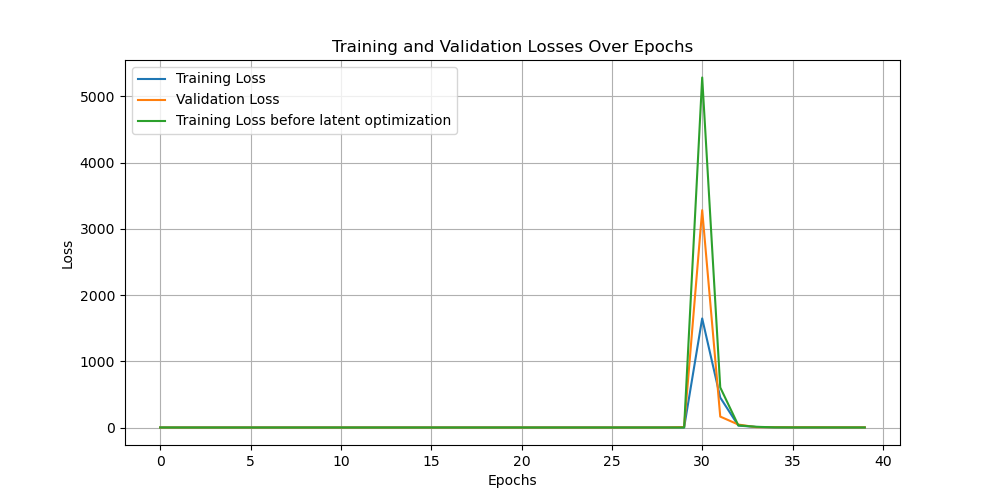 Training and Validation Losses Over Epochs
Training Loss
Validation Loss
Training Loss before latent optimization
5000
4000
3000
2000
1000
0
Loss
0 5 10 15 20 25 30 35 40
Epochs